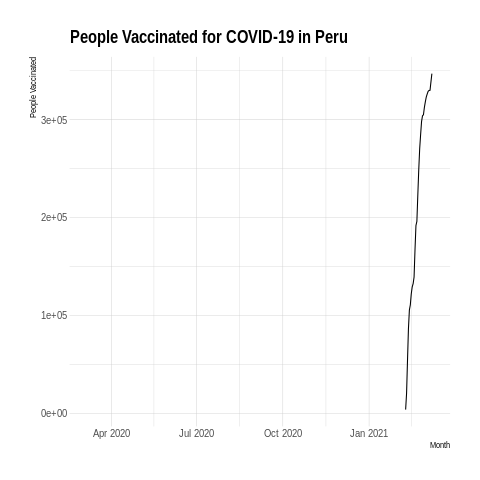 People Vaccinated for COVID-19 in Peru
People Vaccinated
3e+05
2e+05
1e+05
0e+00
Apr 2020 Jul 2020 Oct 2020 Jan 2021
Month